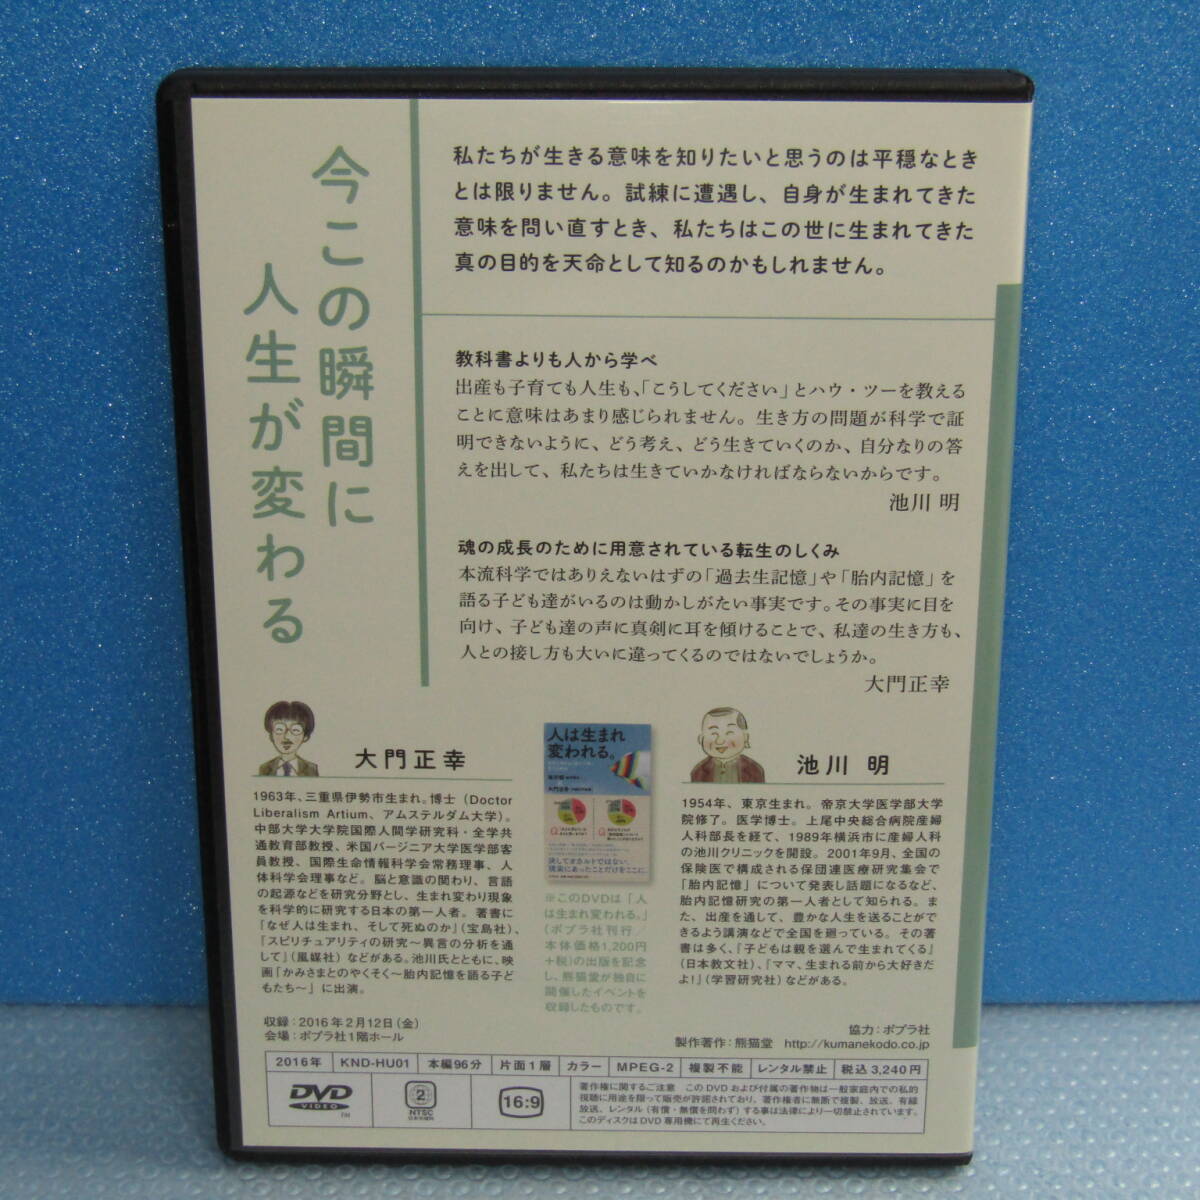 今この瞬間に
人生が変わる
私たちが生きる意味を知りたいと思うのは平穏なとき
とは限りません。試練に遭遇し、自身が生まれてきた
意味を問い直すとき、私たちはこの世に生まれてきた
真の目的を天命として知るのかもしれません。
教科書よりも人から学べ
出産も子育ても人生も、「こうしてください」とハウ・ツーを教える
ことに意味はあまり感じられません。生き方の問題が科学で証
明できないように、どう考え、どう生きていくのか、自分なりの答
えを出して、私たちは生きていかなければならないからです。
池川 明
魂の成長のために用意されている転生のしくみ
本流科学ではありえないはずの「過去生記憶」や「胎内記憶」を
語る子ども達がいるのは動かしがたい事実です。その事実に目を
向け、子ども達の声に真剣に耳を傾けることで、私達の生き方も、
人との接し方も大いに違ってくるのではないでしょうか。
大門正幸
大門正幸
1963年、三重県伊勢市生まれ。博士（Doctor
Liberalism Artium、アムステルダム大学）。
中部大学大学院国際人間学研究科・全学共
通教育部教授、米国バージニア大学医学部客
員教授、国際生命情報科学会常務理事、人
体科学会理事など。脳と意識の関わり、言語
の起源などを研究分野とし、生まれ変わり現象
を科学的に研究する日本の第一人者。著書に
『なぜ人は生まれ、そして死ぬのか』（宝島社）、
『スピリチュアリティの研究〜異言の分析を通
して』（風媒社）などがある。池川氏とともに、映
画「かみさまとのやくそく〜胎内記憶を語る子ど
もたち〜」に出演。
人は生まれ
変われる。
決してオカルトではない、
現実にあったことだけをここに。
※このDVDは「人
は生まれ変われる。」
（ポプラ社刊行／
本体価格1,200円
＋税）の出版を記念
し、熊猫堂が独自に
開催したイベントを
収録したものです。
池川 明
1954年、東京生まれ。帝京大学医学部大学
院修了。医学博士。上尾中央総合病院産婦
人科部長を経て、1989年横浜市に産婦人科
の池川クリニックを開設。2001年9月、全国の
保険医で構成される保団連医療研究集会で
「胎内記憶」について発表し話題になるなど、
胎内記憶研究の第一人者として知られる。ま
た、出産を通して、豊かな人生を送ることがで
きるよう講演などで全国を廻っている。その著
書は多く、『子どもは親を選んで生まれてくる』
（日本教文社）、『ママ、生まれる前から大好きだ
よ！』（学習研究社）などがある。
収録：2016年2月12日（金）
会場：ポプラ社1階ホール
協力：ポプラ社
製作著作：熊猫堂 http://kumanekodo.co.jp
2016年 KND-HU01 本編96分 片面1層 カラー MPEG-2 複製不能 レンタル禁止 税込3,240円
DVD
VIDEO
TM
2
NTSC
日本市場向
16:9
著作権に関するご注意 このDVDおよび付属の著作物は一般家庭内での私的
視聴に用途を限って販売が許諾されており、著作権者に無断で複製、放送、有線
放送、レンタル（有償・無償を問わず）する事は法律により一切禁止されています。
このディスクはDVD専用機にて再生ください。